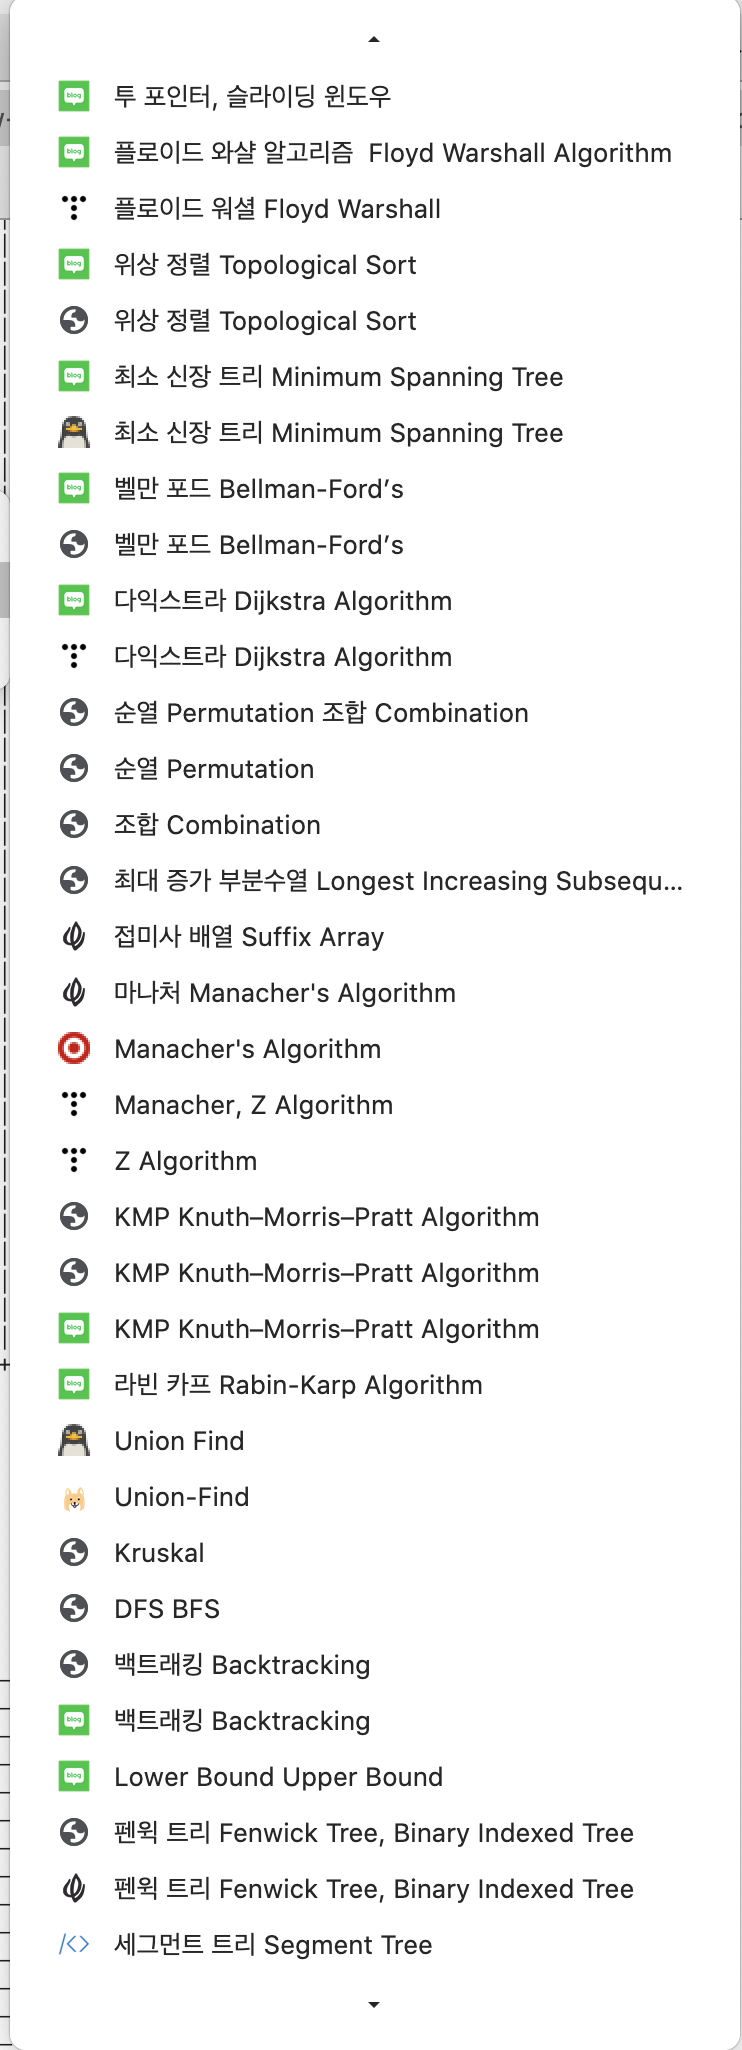 투 포인터, 슬라이딩 윈도우
플로이드 와샬 알고리즘  Floyd Warshall Algorithm
플로이드 워셜 Floyd Warshall
위상 정렬 Topological Sort
위상 정렬 Topological Sort
최소 신장 트리 Minimum Spanning Tree
최소 신장 트리 Minimum Spanning Tree
벨만 포드 Bellman-Ford’s
벨만 포드 Bellman-Ford’s
다익스트라 Dijkstra Algorithm
다익스트라 Dijkstra Algorithm
순열 Permutation 조합 Combination
순열 Permutation
조합 Combination
최대 증가 부분수열 Longest Increasing Subsequ...
접미사 배열 Suffix Array
마나처 Manacher's Algorithm
Manacher's Algorithm
Manacher, Z Algorithm
Z Algorithm
KMP Knuth–Morris–Pratt Algorithm
KMP Knuth–Morris–Pratt Algorithm
KMP Knuth–Morris–Pratt Algorithm
라빈 카프 Rabin-Karp Algorithm
Union Find
Union-Find
Kruskal
DFS BFS
백트래킹 Backtracking
백트래킹 Backtracking
Lower Bound Upper Bound
펜윅 트리 Fenwick Tree, Binary Indexed Tree
펜윅 트리 Fenwick Tree, Binary Indexed Tree
세그먼트 트리 Segment Tree